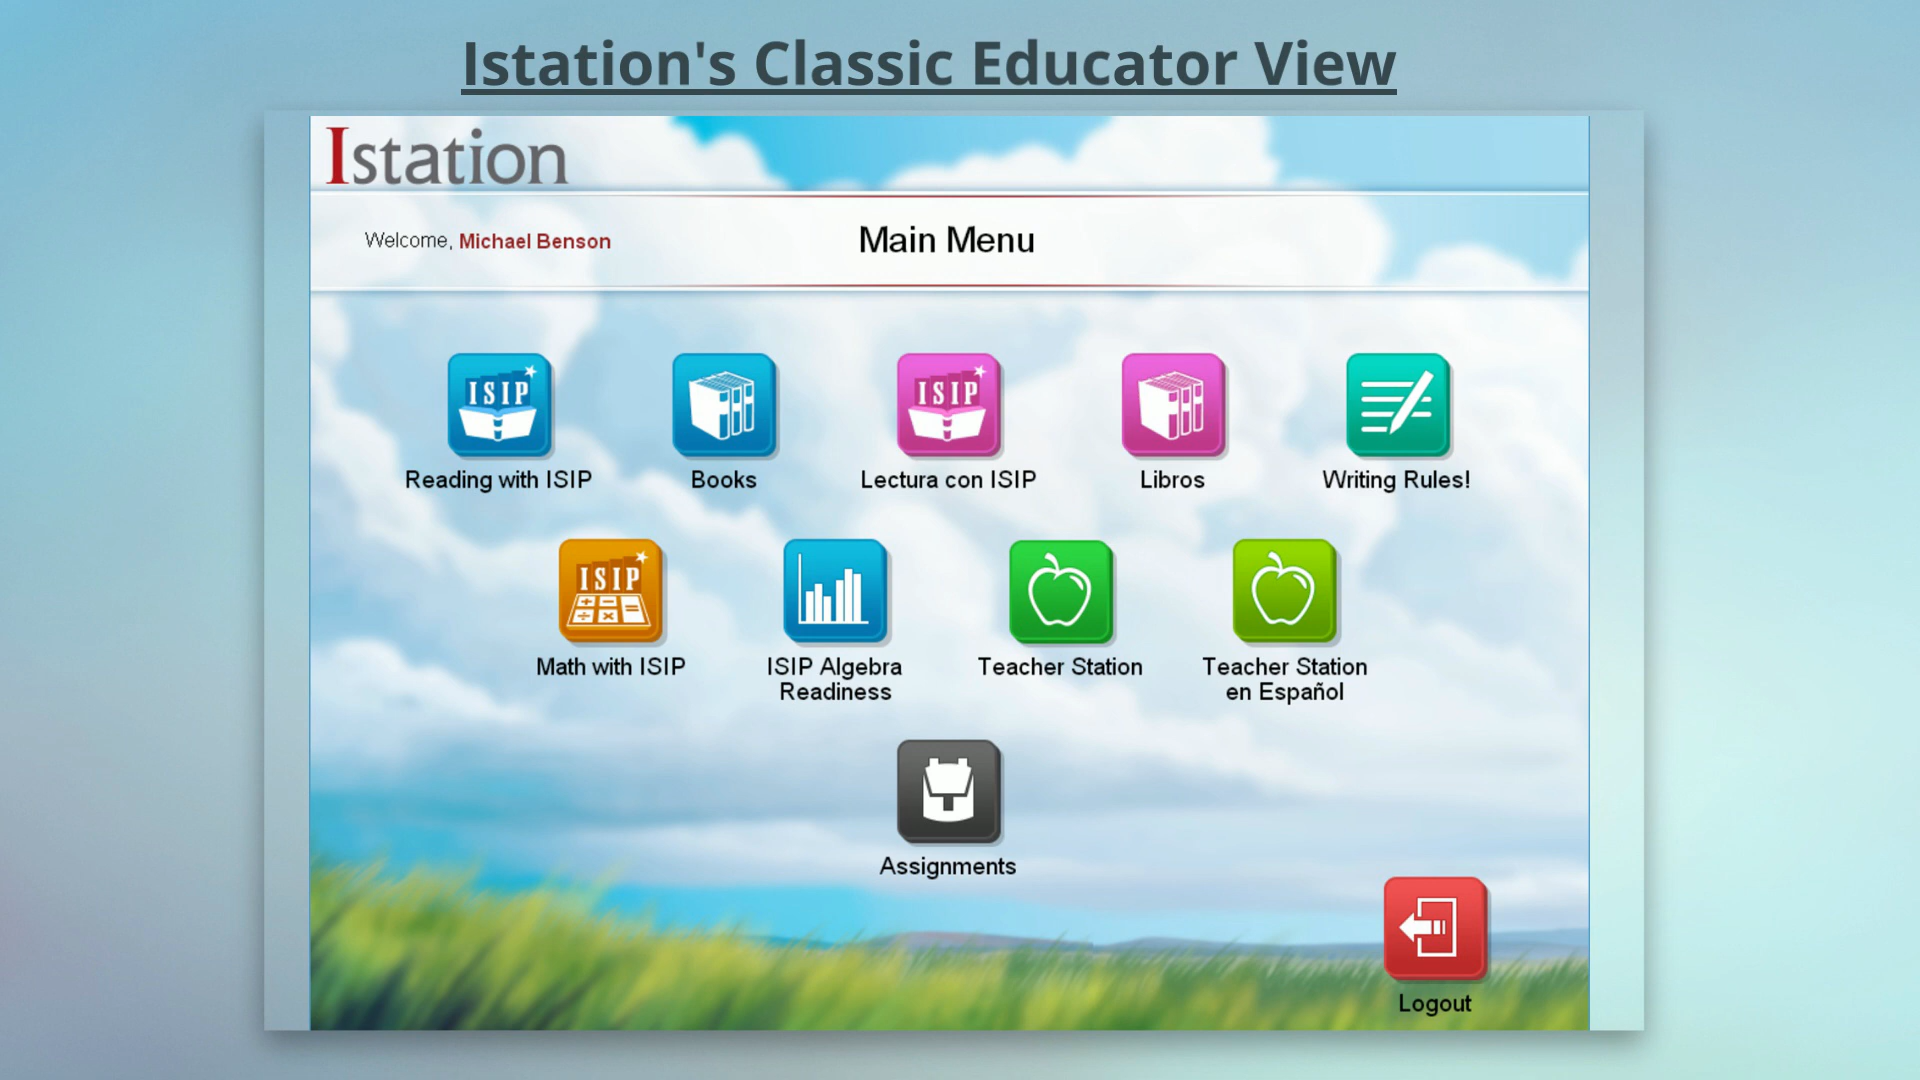 Istation's Classic Educator View
Istation
Welcome, Michael Benson
Main Menu
ISIP
ISIP
Reading with ISIP
Books
Lectura con ISIP
Libros
Writing Rules!
ISIP
Math with ISIP
ISIP Algebra
Readiness
Teacher Station
Teacher Station
en Español
Assignments
Logout